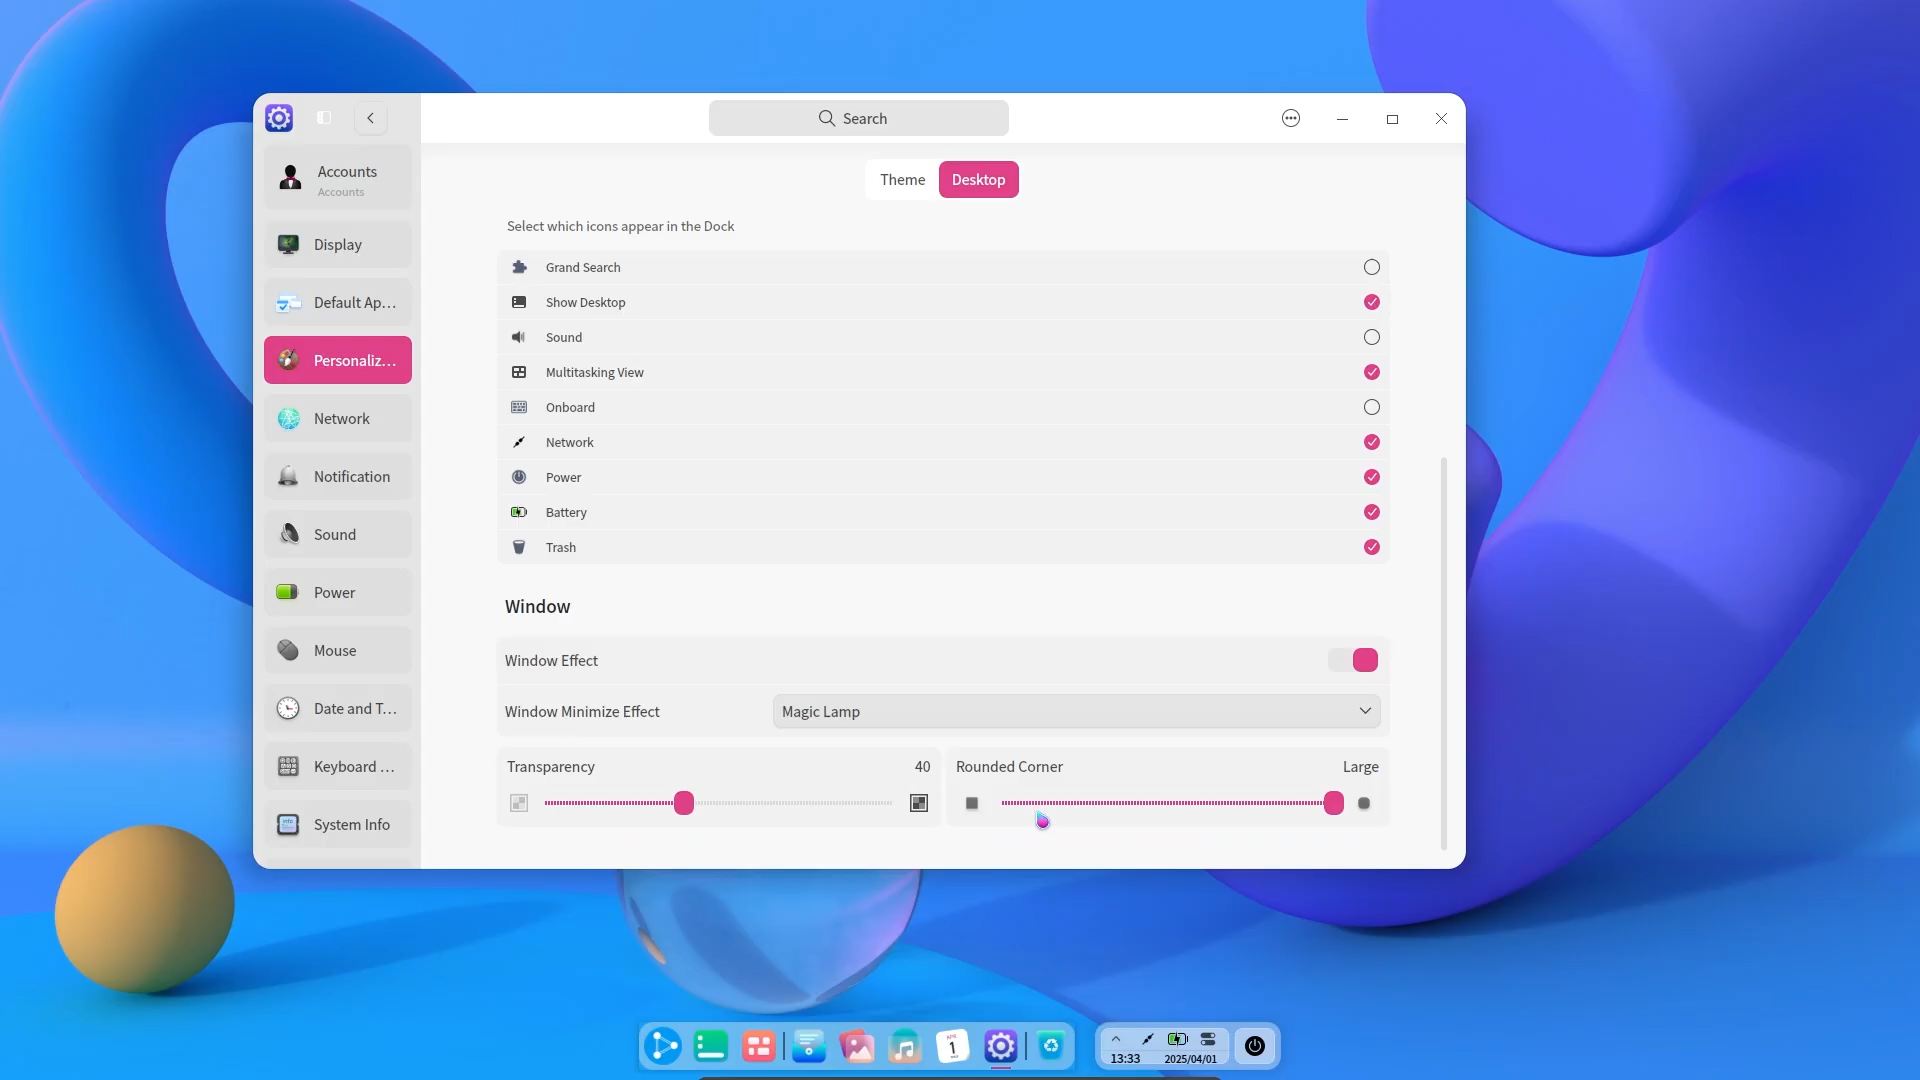 Search
Accounts
Accounts
Display
Default Ap...
Personaliz...
Network
Notification
Sound
Power
Mouse
Date and T...
Keyboard ...
System Info
Theme
Desktop
Select which icons appear in the Dock
Grand Search
Show Desktop
Sound
Multitasking View
Onboard
Network
Power
Battery
Trash
Window
Window Effect
Window Minimize Effect
Magic Lamp
Transparency
40
Rounded Corner
Large
APR
1
13:33
2025/04/01